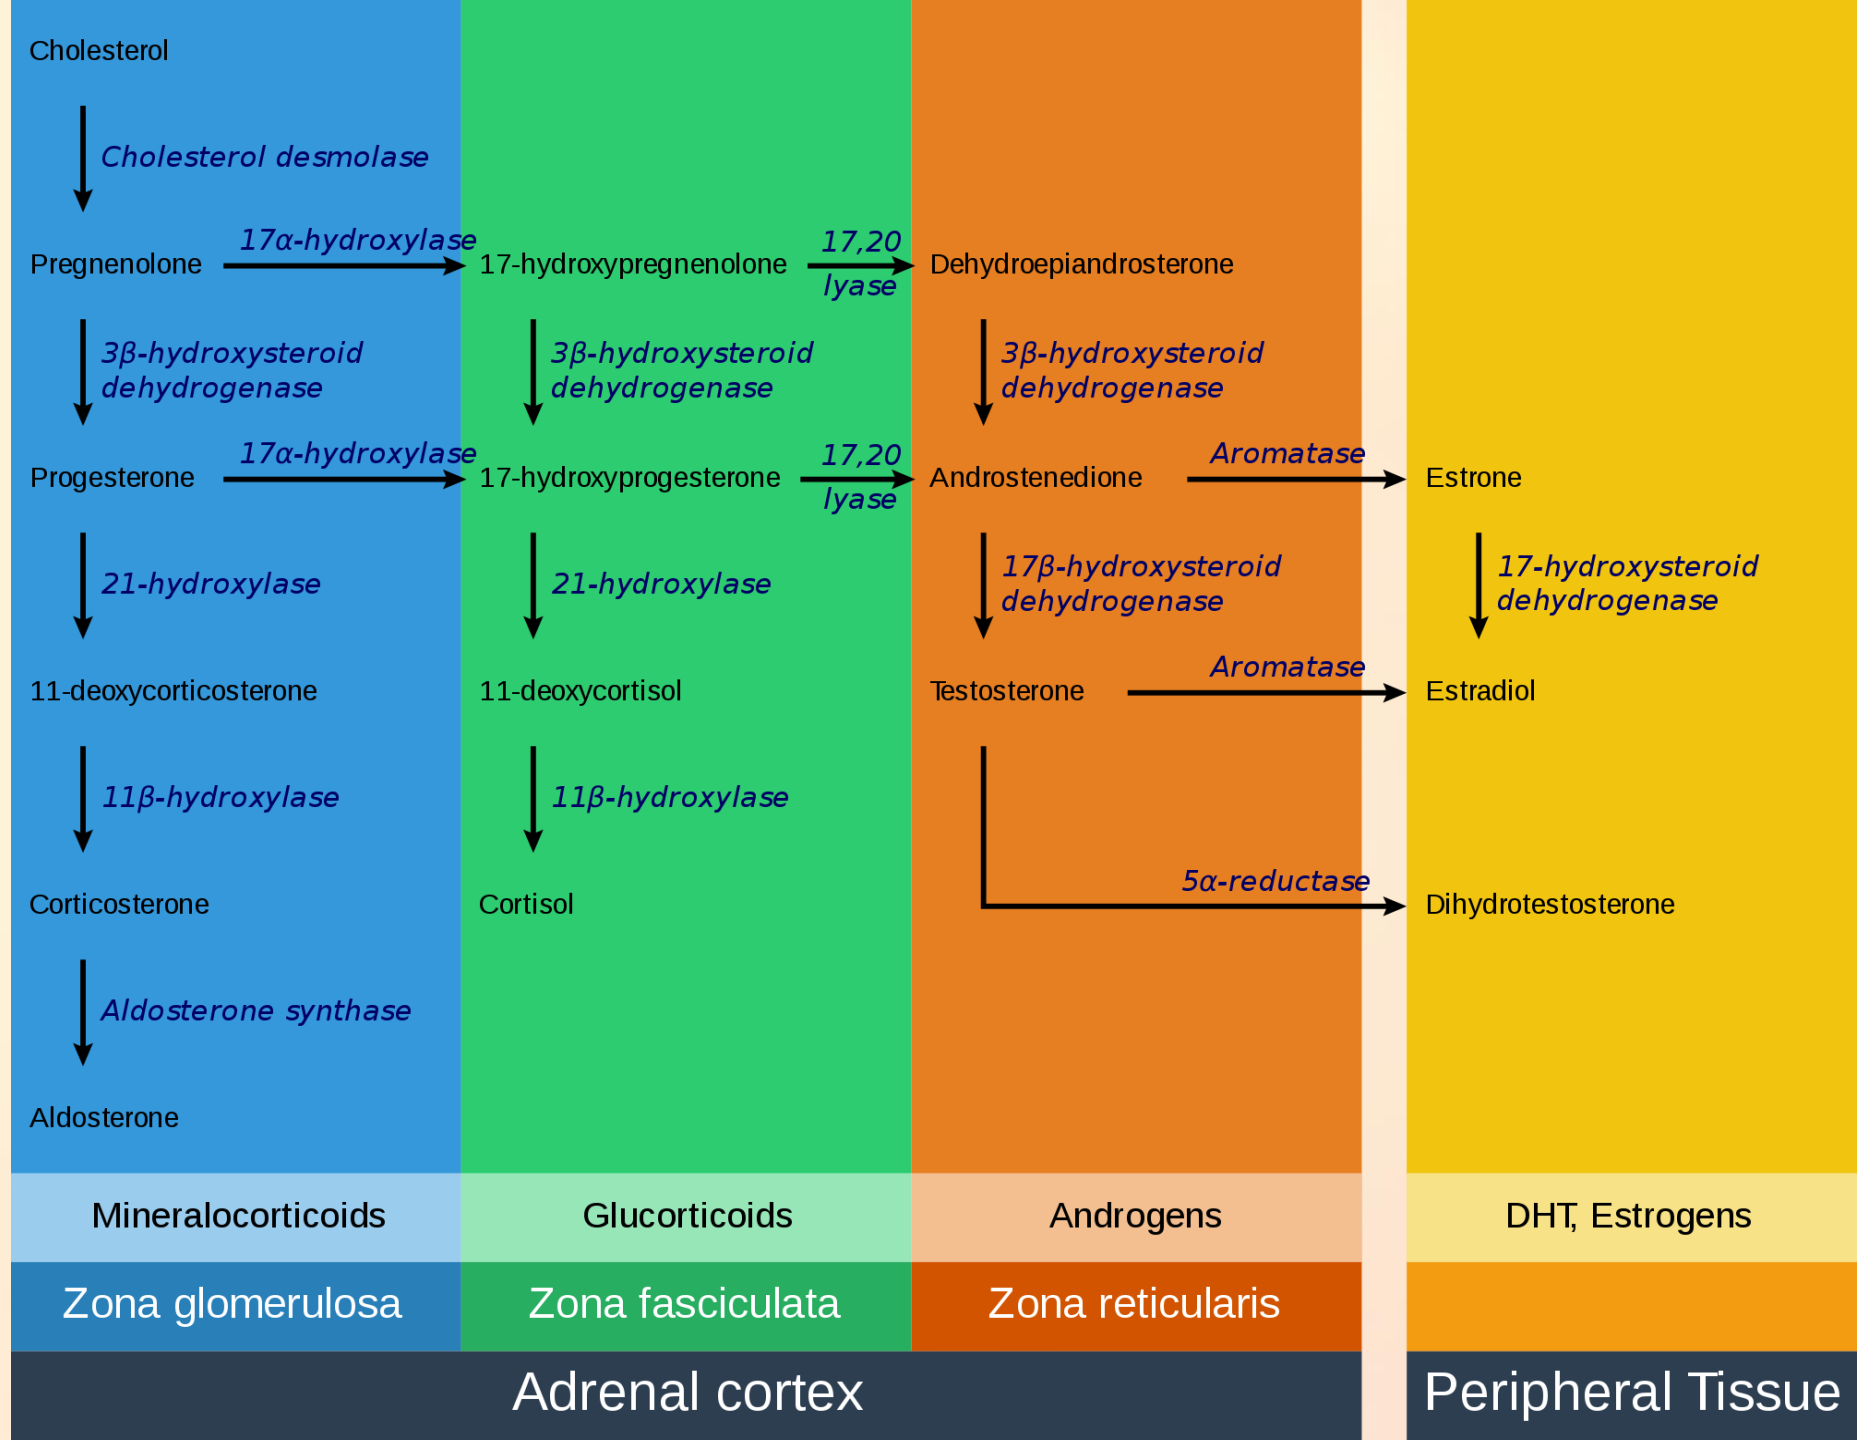 Cholesterol
Cholesterol desmolase
17α-hydroxylase
17,20
Pregnenolone
17-hydroxypregnenolone
Dehydroepiandrosterone
lyase
3β-hydroxysteroid
dehydrogenase
3β-hydroxysteroid
dehydrogenase
3β-hydroxysteroid
dehydrogenase
17α-hydroxylase
17,20
Aromatase
Progesterone
17-hydroxyprogesterone
Androstenedione
Estrone
lyase
21-hydroxylase
21-hydroxylase
17β-hydroxysteroid
dehydrogenase
17-hydroxysteroid
dehydrogenase
Aromatase
11-deoxycorticosterone
11-deoxycortisol
Testosterone
Estradiol
11β-hydroxylase
11β-hydroxylase
5α-reductase
Corticosterone
Cortisol
Dihydrotestosterone
Aldosterone synthase
Aldosterone
Mineralocorticoids
Glucorticoids
Androgens
DHT, Estrogens
Zona glomerulosa
Zona fasciculata
Zona reticularis
Adrenal cortex
Peripheral Tissue